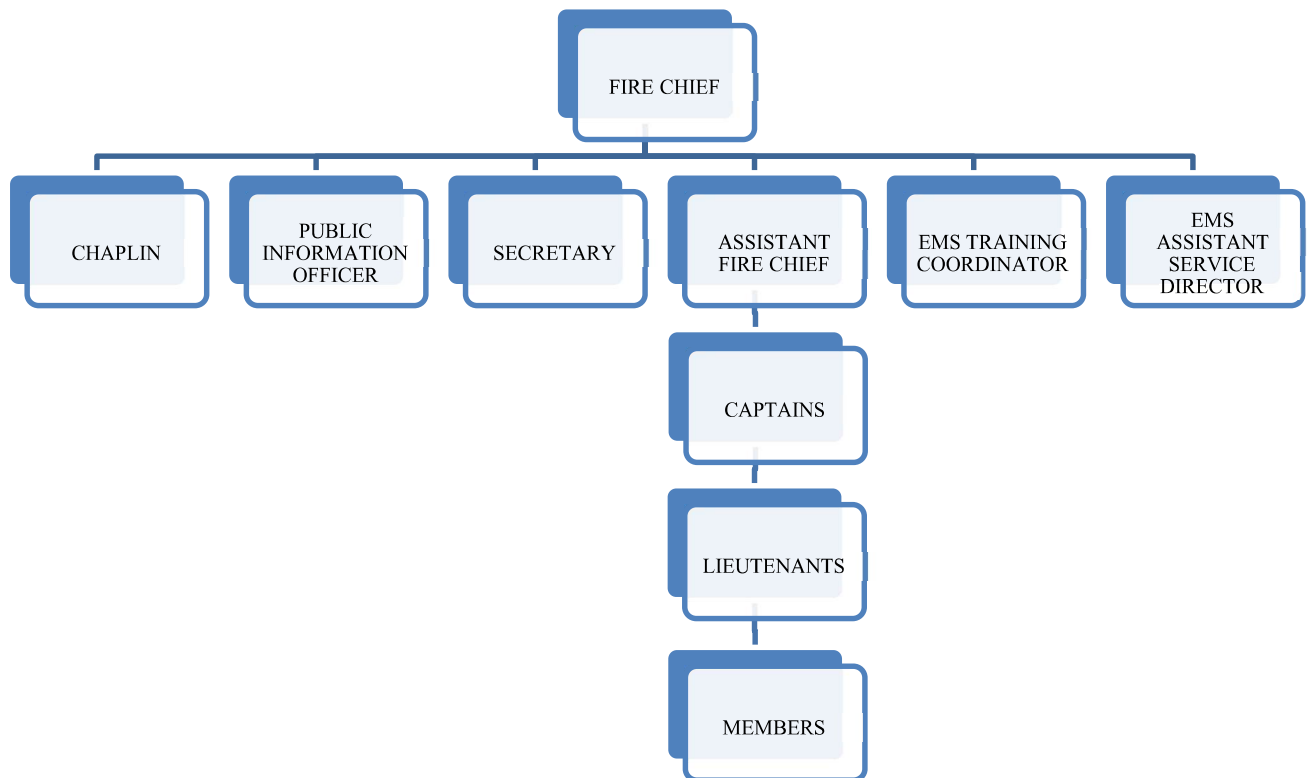 FIRE CHIEF
CHAPLIN
PUBLIC
INFORMATION
OFFICER
SECRETARY
ASSISTANT
FIRE CHIEF
EMS TRAINING
COORDINATOR
EMS
ASSISTANT
SERVICE
DIRECTOR
CAPTAINS
LIEUTENANTS
MEMBERS